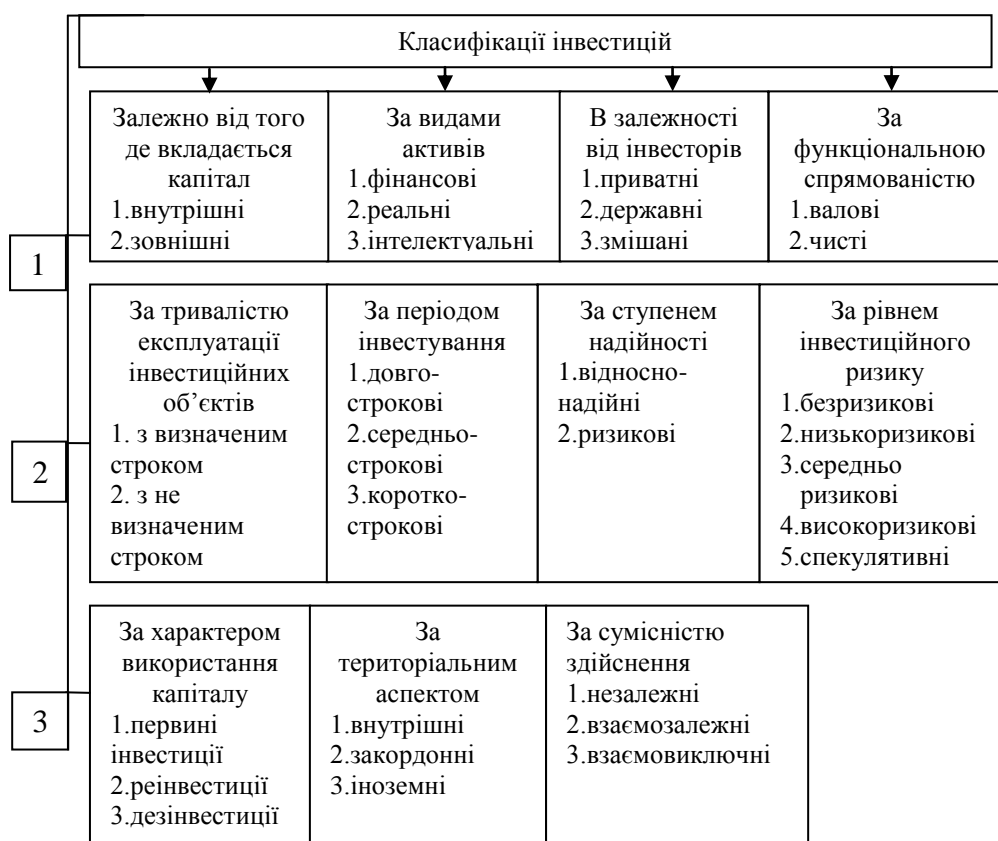 Класифікації інвестицій
Залежно від того
де вкладається
капітал
1.внутрішні
2.зовнішні
За видами
активів
1.фінансові
2.реальні
3.інтелектуальні
В залежності
від інвесторів
1.приватні
2.державні
3.змішані
За
функціональною
спрямованістю
1.валові
2.чисті
1
За тривалістю
експлуатації
інвестиційних
об’єктів
1. з визначеним
строком
2. з не
визначеним
строком
За періодом
інвестування
1.довго-
строкові
2.середньо-
строкові
3.коротко-
строкові
За ступенем
надійності
1.відносно-
надійні
2.ризикові
За рівнем
інвестиційного
ризику
1.безризикові
2.низькоризикові
3.середньо
ризикові
4.високоризикові
5.спекулятивні
2
За характером
використання
капіталу
1.первині
інвестиції
2.реінвестиції
3.дезінвестиції
За
територіальним
аспектом
1.внутрішні
2.закордонні
3.іноземні
За сумісністю
здійснення
1.незалежні
2.взаємозалежні
3.взаємовиключні
3